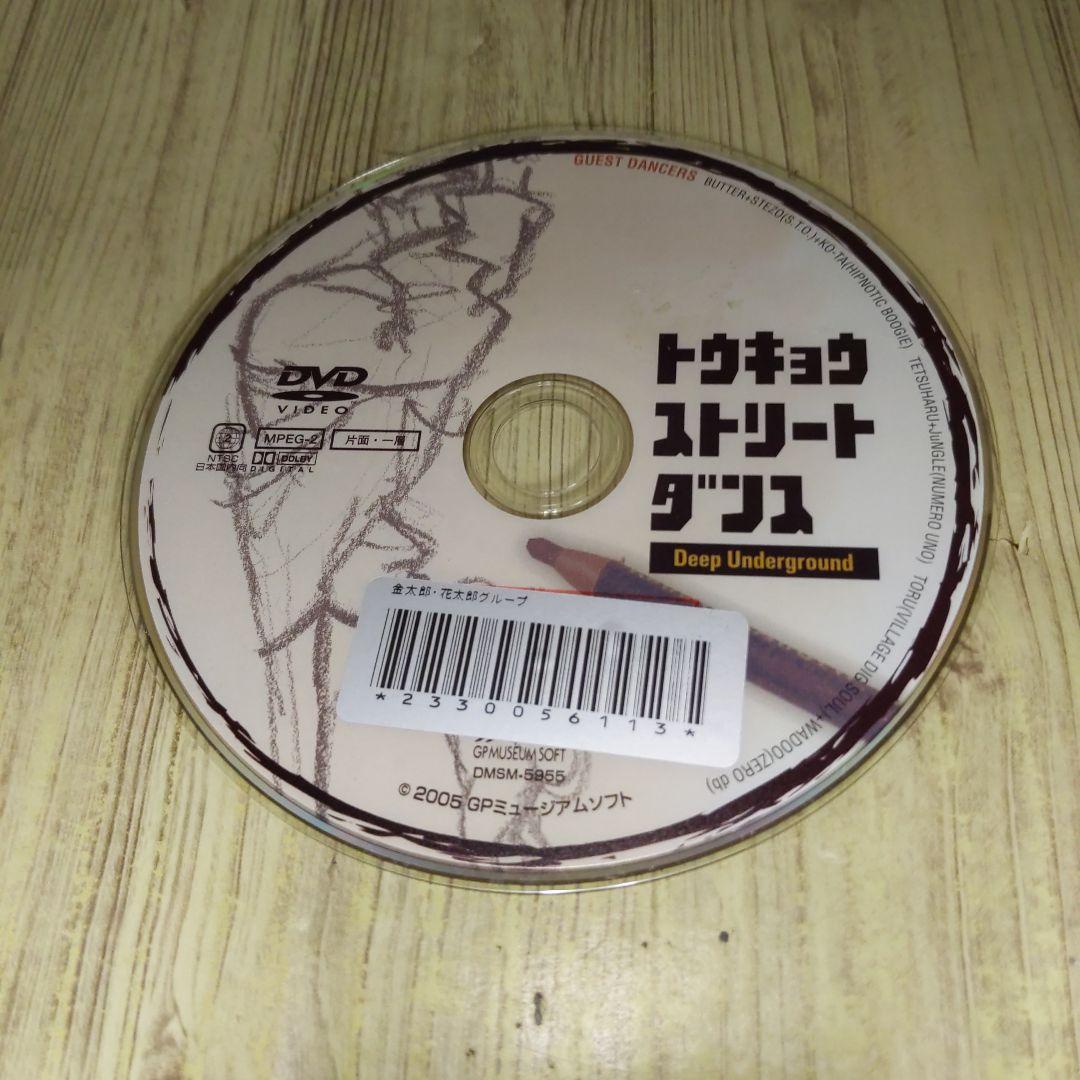 GUEST DANCERS BUTTER+STEZO(S.T.O.)+KO-TA(HIPNOTIC BOOGIE) TETSUHARU+JuNGLE(NUMERO UNO) TORU(VILLAGE DIG SOUL)+WADOO(ZERO db)
トウキョウ
ストリート
ダンス
Deep Underground
DVD
VIDEO
2
MPEG-2
片面・一層
NTSC
日本国内向
DOLBY
DIGITAL
金太郎・花太郎グループ
*2330056113*
GP MUSEUM SOFT
DMSM-5955
© 2005 GPミュージアムソフト